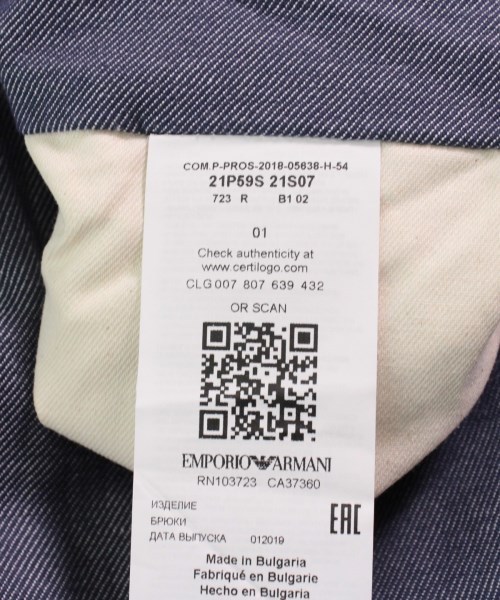 COM.P-PROS-2018-05638-H-54
21P59S 21S07
723 R B1 02
01
Check authenticity at
www.certilogo.com
CLG 007 807 639 432
OR SCAN
EMPORIO ARMANI
RN103723 CA37360
ИЗДЕЛИЕ
БРЮКИ
ДАТА ВЫПУСКА 012019
EAC
Made in Bulgaria
Fabriqué en Bulgarie
Hecho en Bulgaria